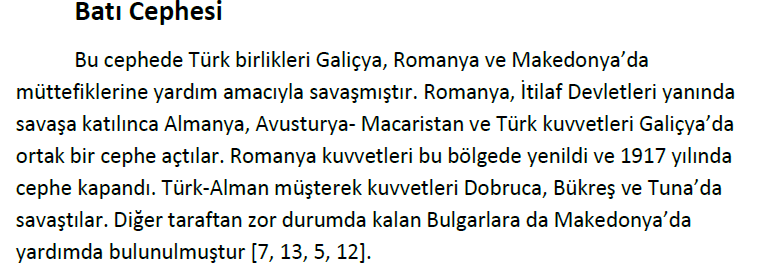 Batı Cephesi
Bu cephede Türk birlikleri Galiçya, Romanya ve Makedonya’da
müttefiklerine yardım amacıyla savaşmıştır. Romanya, İtilaf Devletleri yanında
savaşa katılınca Almanya, Avusturya- Macaristan ve Türk kuvvetleri Galiçya’da
ortak bir cephe açtılar. Romanya kuvvetleri bu bölgede yenildi ve 1917 yılında
cephe kapandı. Türk-Alman müşterek kuvvetleri Dobruca, Bükreş ve Tuna’da
savaştılar. Diğer taraftan zor durumda kalan Bulgarlara da Makedonya’da
yardımda bulunulmuştur [7, 13, 5, 12].